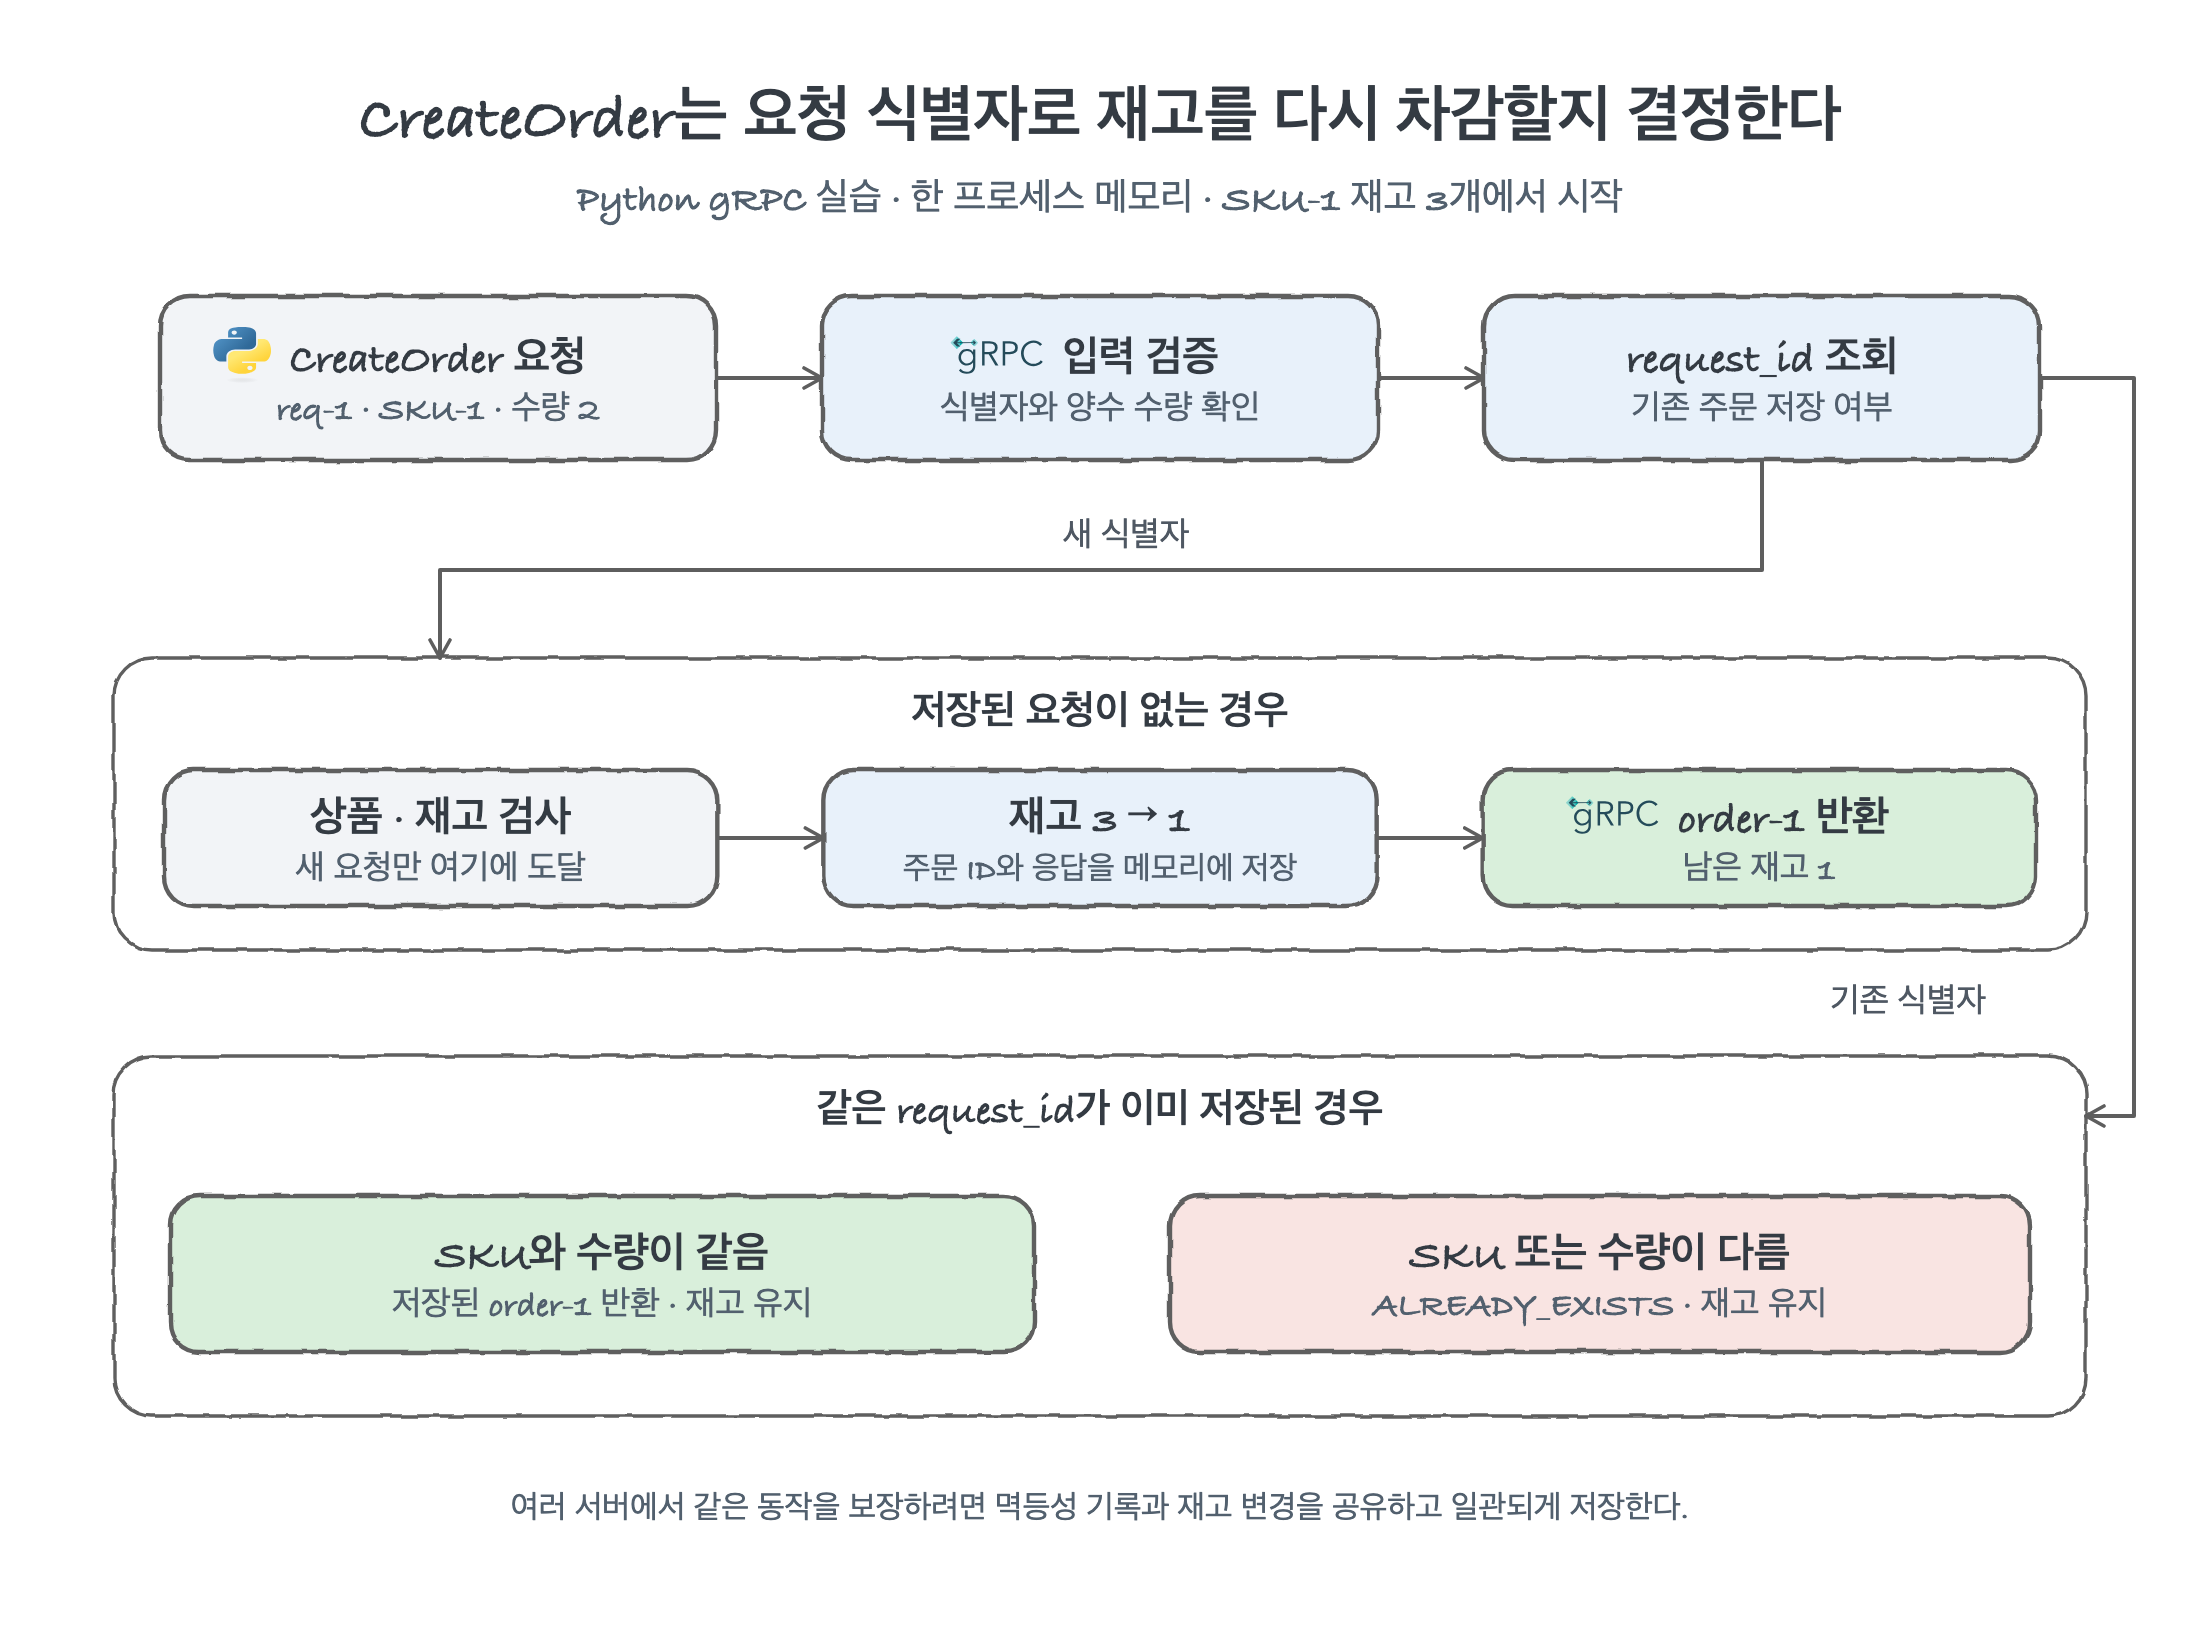 CreateOrder는 요청 식별자로 재고를 다시 차감할지 결정한다
Python gRPC 실습 · 한 프로세스 메모리 · SKU-1 재고 3개에서 시작
CreateOrder 요청
req-1 · SKU-1 · 수량 2
gRPC 입력 검증
식별자와 양수 수량 확인
request_id 조회
기존 주문 저장 여부
새 식별자
저장된 요청이 없는 경우
상품 · 재고 검사
새 요청만 여기에 도달
재고 3 → 1
주문 ID와 응답을 메모리에 저장
gRPC order-1 반환
남은 재고 1
기존 식별자
같은 request_id가 이미 저장된 경우
SKU와 수량이 같음
저장된 order-1 반환 · 재고 유지
SKU 또는 수량이 다름
ALREADY_EXISTS · 재고 유지
여러 서버에서 같은 동작을 보장하려면 멱등성 기록과 재고 변경을 공유하고 일관되게 저장한다.